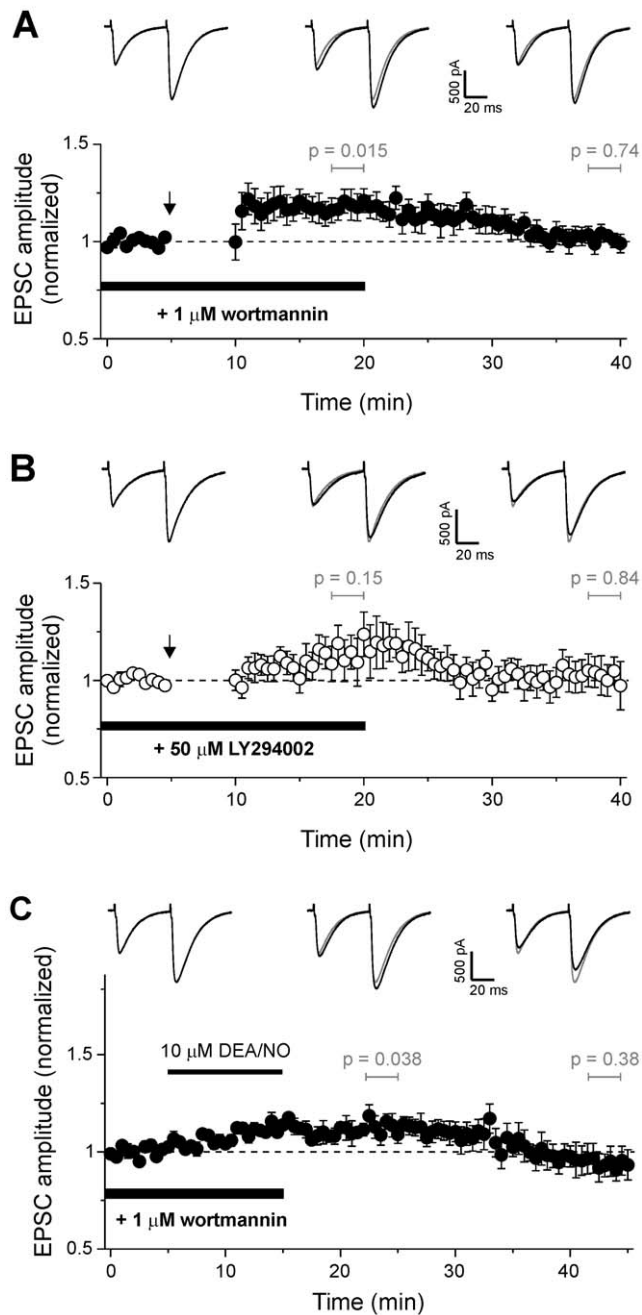 A
500 pA
20 ms
p = 0.015
p = 0.74
1.5
1
0.5
EPSC amplitude
(normalized)
+ 1 μM wortmannin
0
10
20
30
40
Time (min)
B
500 pA
20 ms
p = 0.15
p = 0.84
1.5
1
0.5
EPSC amplitude
(normalized)
+ 50 μM LY294002
0
10
20
30
40
Time (min)
C
500 pA
20 ms
10 μM DEA/NO
p = 0.038
p = 0.38
1.5
1
0.5
EPSC amplitude (normalized)
+ 1 μM wortmannin
0
10
20
30
40
Time (min)